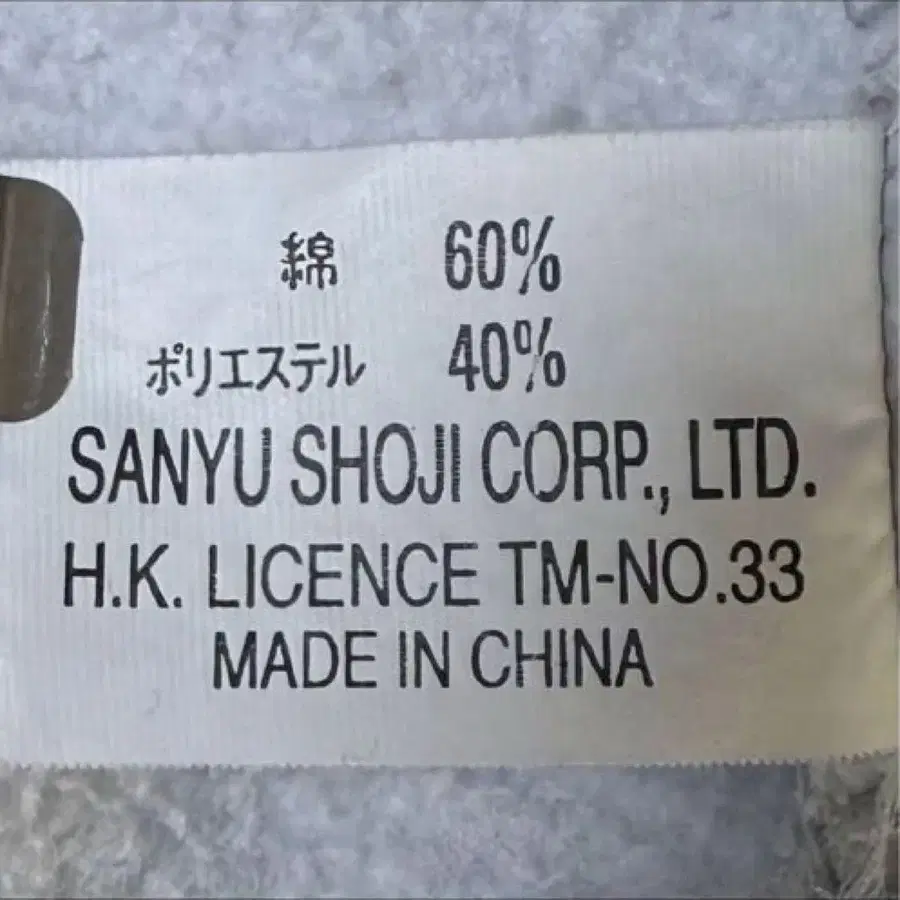 綿 60%
ポリエステル 40%
SANYU SHOJI CORP., LTD.
H.K. LICENCE TM-NO.33
MADE IN CHINA